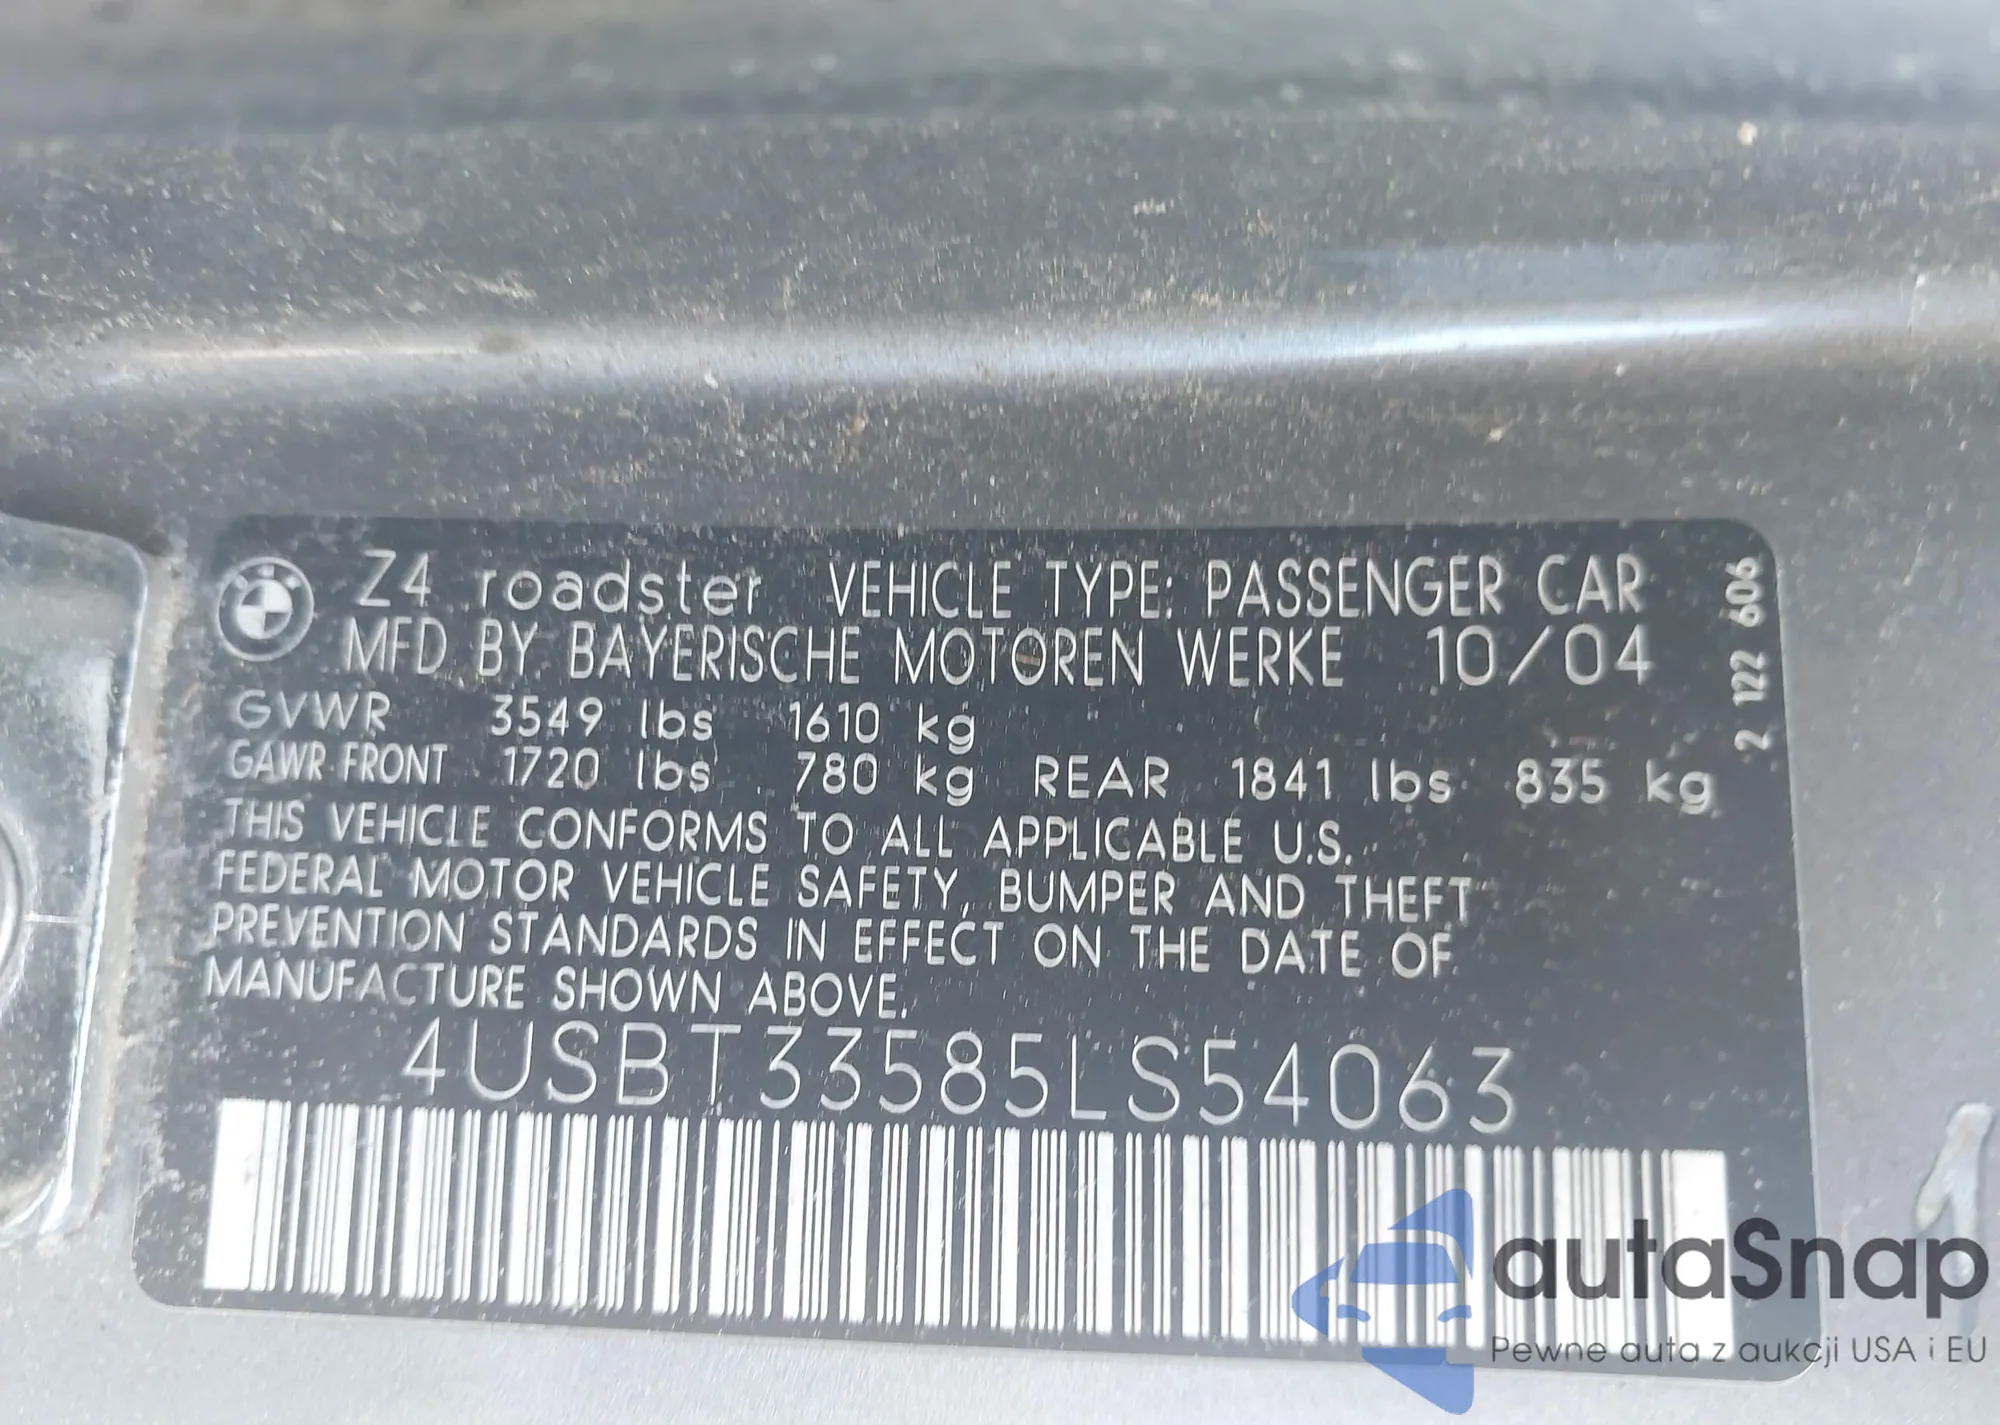 Z4 roadster VEHICLE TYPE: PASSENGER CAR
MFD. BY BAYERISCHE MOTOREN WERKE 10/04
GVWR 3549 lbs 1610 kg
GAWR FRONT 1720 lbs 780 kg REAR 1841 lbs 835 kg
THIS VEHICLE CONFORMS TO ALL APPLICABLE U.S.
FEDERAL MOTOR VEHICLE SAFETY, BUMPER AND THEFT
PREVENTION STANDARDS IN EFFECT ON THE DATE OF
MANUFACTURE SHOWN ABOVE.
4USBT33585LS54063
2 122 606
autaSnap
Pewne auta z aukcji USA i EU